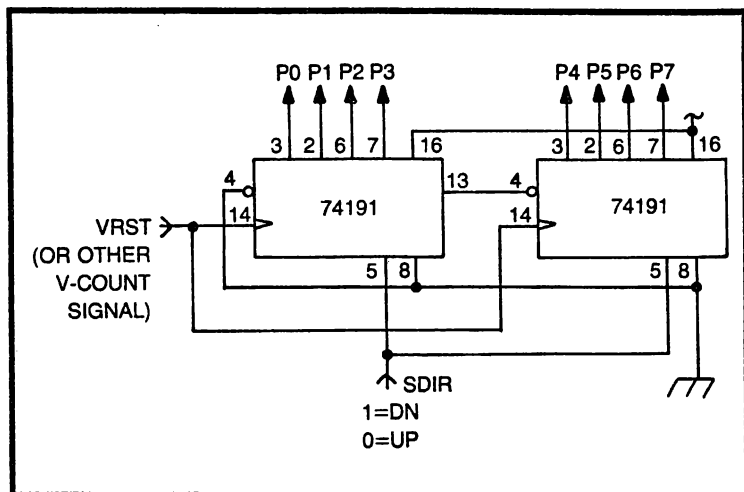 P0 P1 P2 P3
P4 P5 P6 P7
3 2 6 7 16
3 2 6 7 16
4 13 4
74191 74191
14 14
VRST
(OR OTHER
V-COUNT
SIGNAL)
5 8 5 8
SDIR
1=DN
0=UP